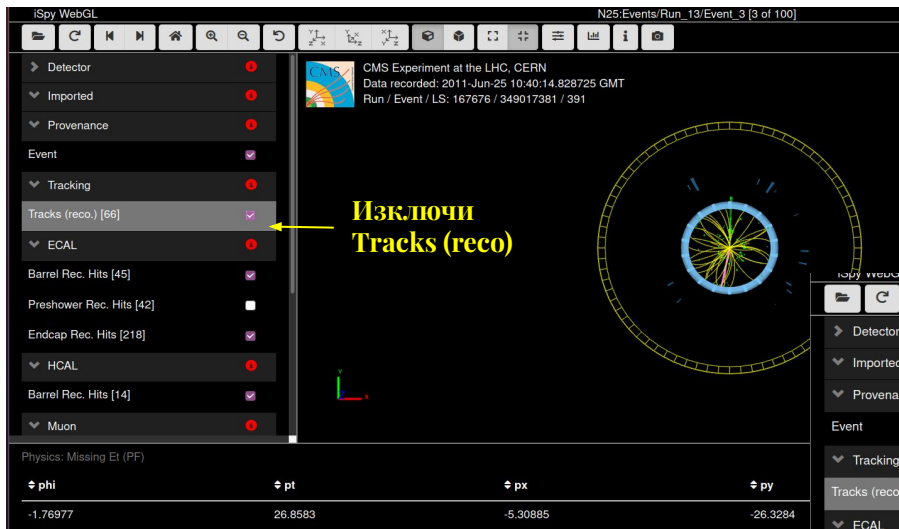 iSpy WebGL
N25:Events/Run_13/Event_3 [3 of 100]
Detector
Imported
Provenance
Event
Tracking
Tracks (reco.) [66]
ECAL
Barrel Rec. Hits [45]
Preshower Rec. Hits [42]
Endcap Rec. Hits [218]
HCAL
Barrel Rec. Hits [14]
Muon
CMS
CMS Experiment at the LHC, CERN
Data recorded: 2011-Jun-25 10:40:14.828725 GMT
Run / Event / LS: 167676 / 349017381 / 391
Изключи
Tracks (reco)
Y
X
Physics: Missing Et (PF)
phi pt px py
-1.76977 26.8583 -5.30885 -26.3284
iSpy WebG
Detector
Imported
Provena
Event
Tracking
Tracks (reco
ECAL